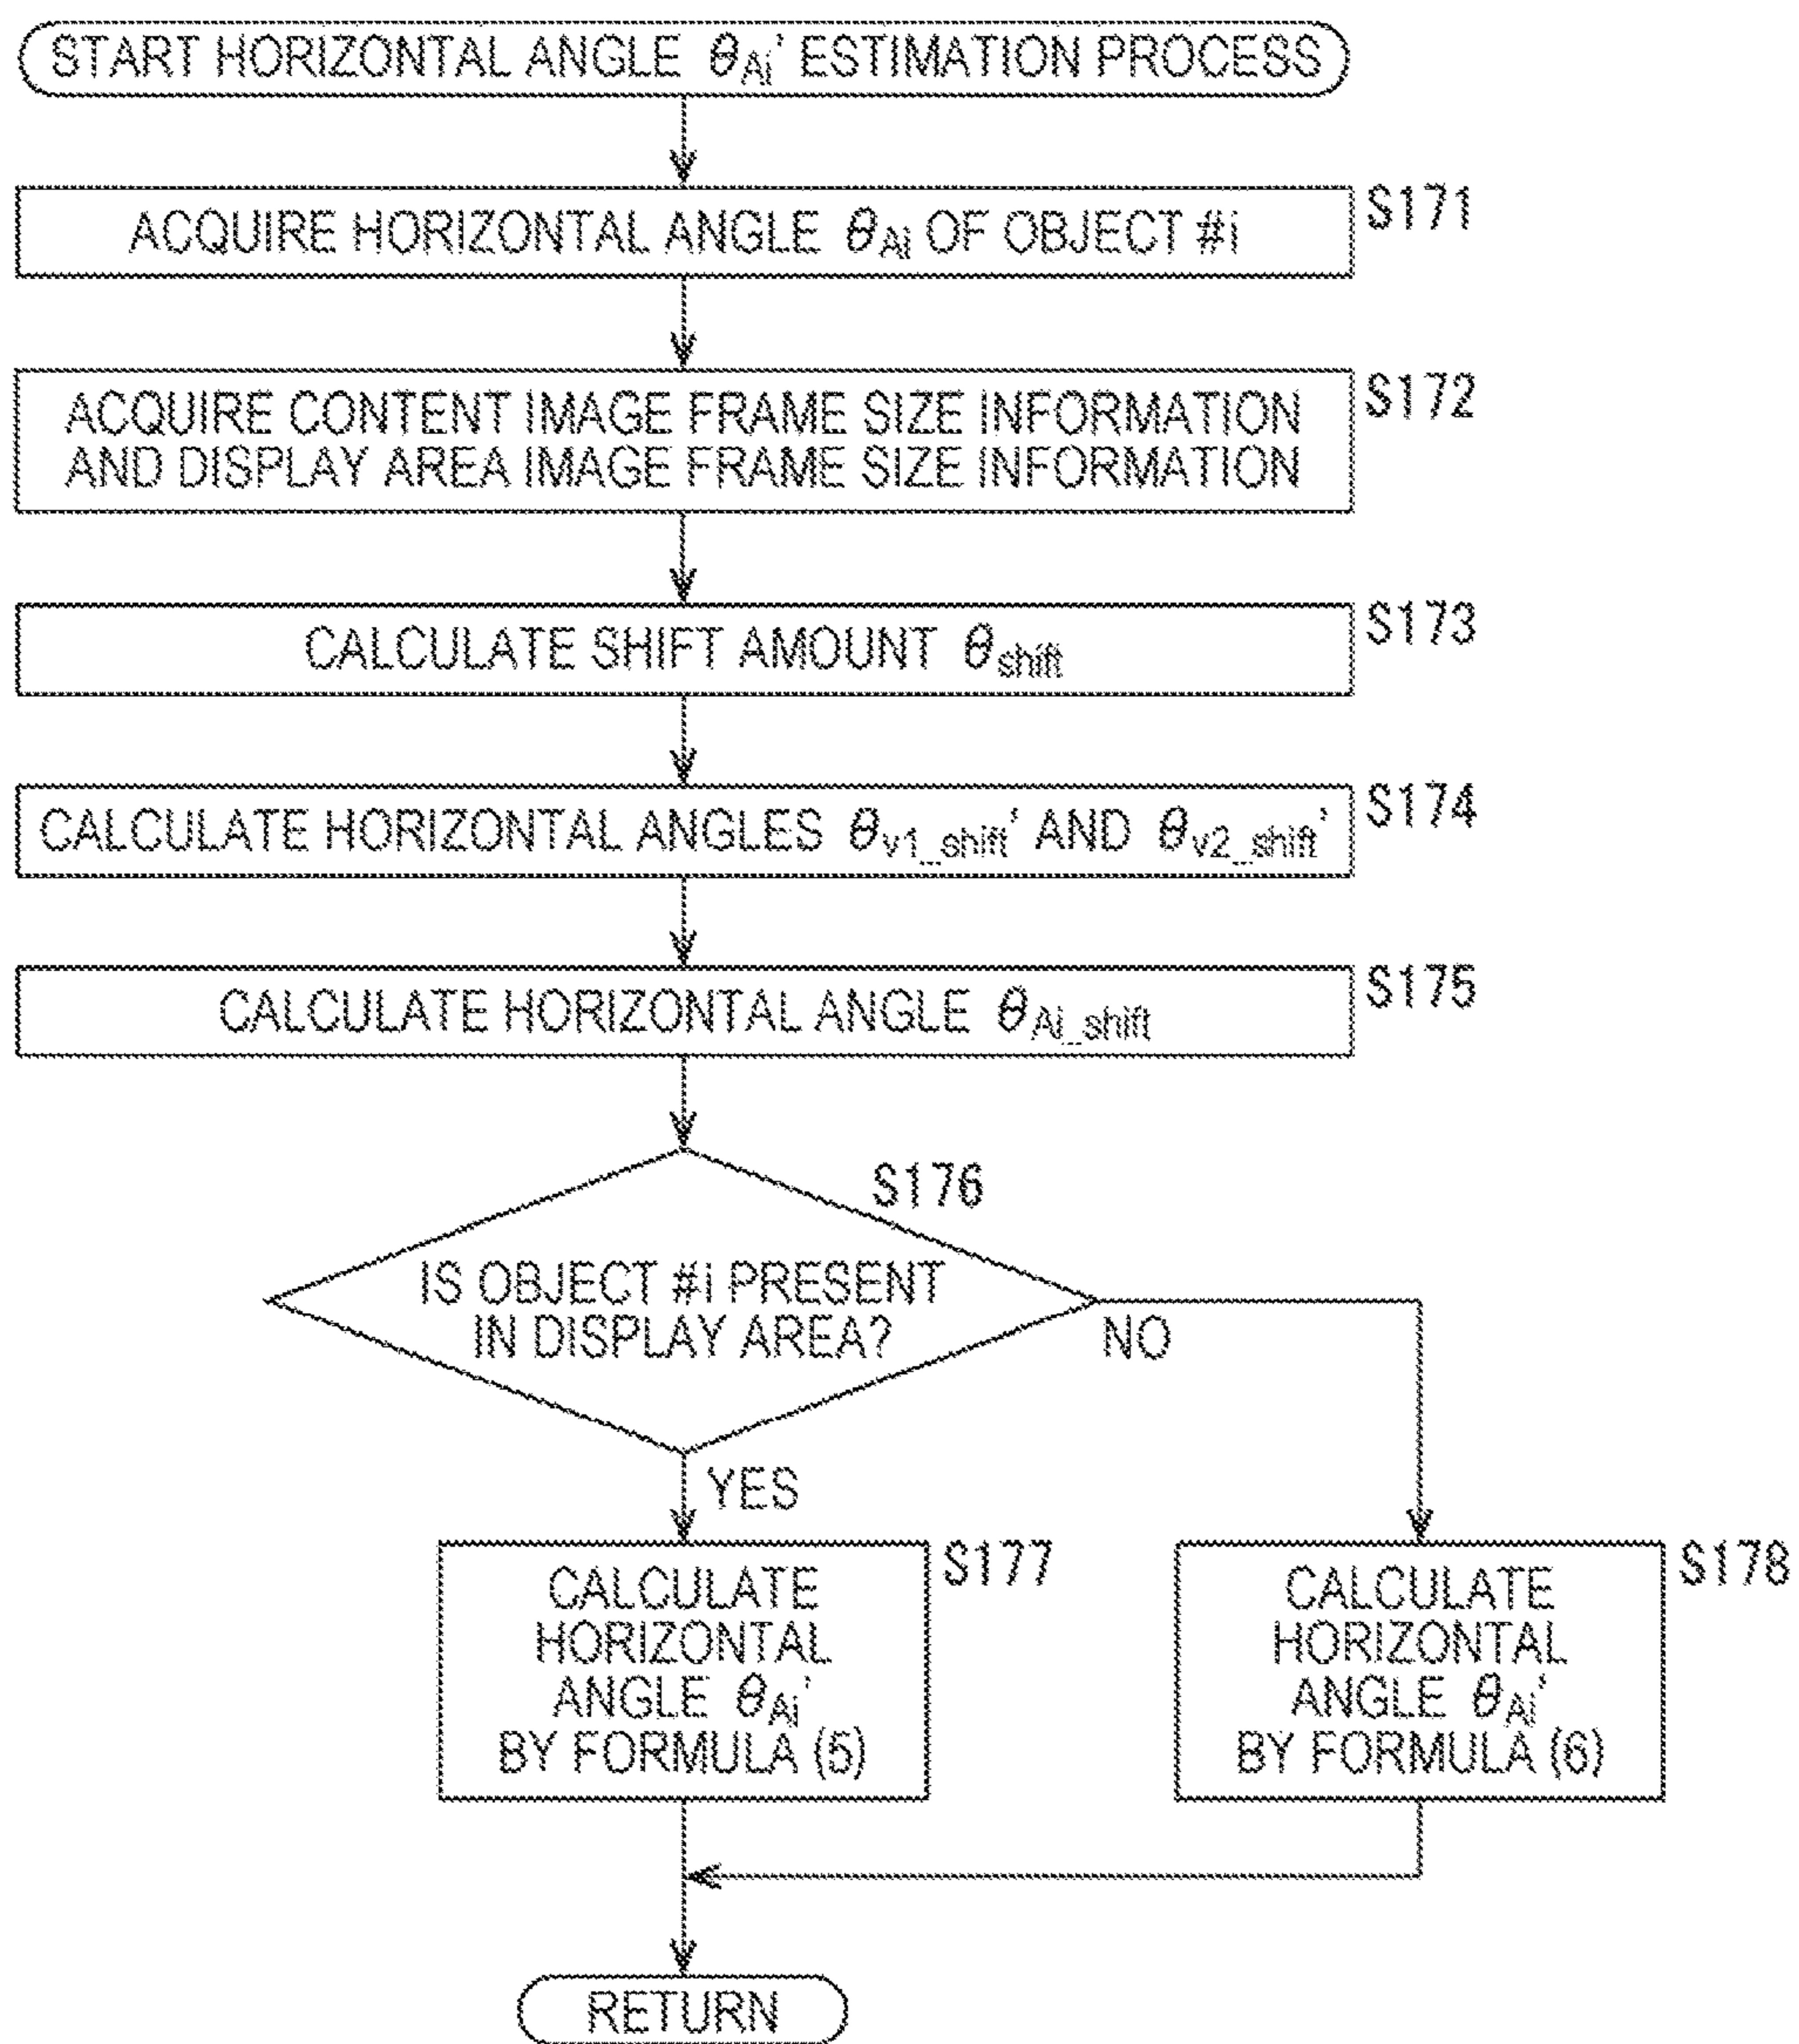 START HORIZONTAL ANGLE θAi' ESTIMATION PROCESS
S171
ACQUIRE HORIZONTAL ANGLE θAi OF OBJECT #i
S172
ACQUIRE CONTENT IMAGE FRAME SIZE INFORMATION
AND DISPLAY AREA IMAGE FRAME SIZE INFORMATION
S173
CALCULATE SHIFT AMOUNT θshift
S174
CALCULATE HORIZONTAL ANGLES θv1_shift' AND θv2_shift'
S175
CALCULATE HORIZONTAL ANGLE θAi_shift
S176
IS OBJECT #i PRESENT
IN DISPLAY AREA?
NO
YES
S177
CALCULATE
HORIZONTAL
ANGLE θAi'
BY FORMULA (5)
S178
CALCULATE
HORIZONTAL
ANGLE θAi'
BY FORMULA (6)
RETURN